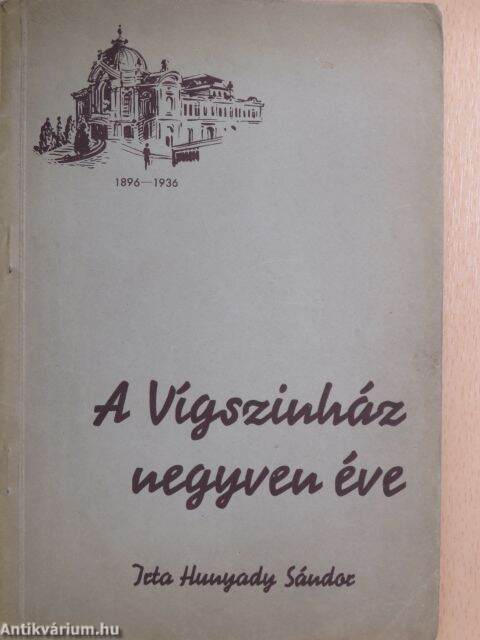 1896—1936
A Vígszinház
negyven éve
Irta Hunyady Sándor
Antikvárium.hu